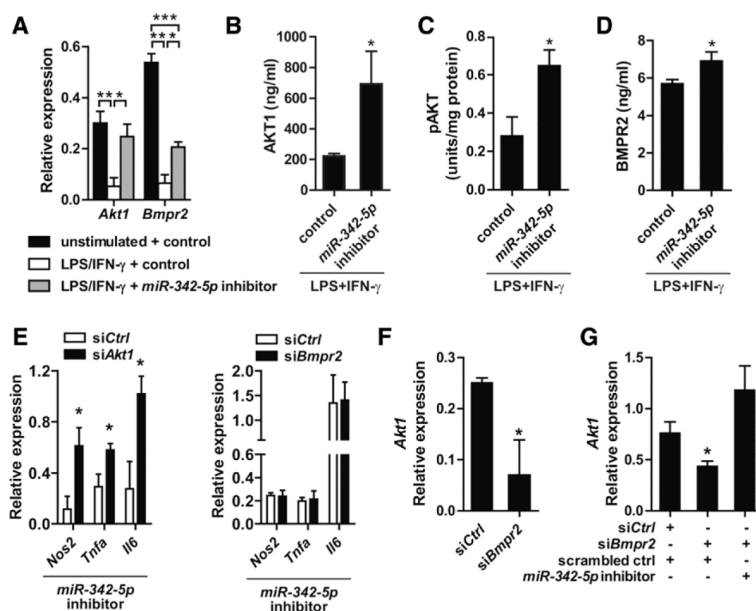 A
Relative expression
0.6
0.4
0.2
0.0
***
***
** *
** *
Akt1 Bmpr2
unstimulated + control
LPS/IFN-γ + control
LPS/IFN-γ + miR-342-5p inhibitor
B
AKT1 (ng/ml)
1000
800
600
400
200
0
*
control
miR-342-5p
inhibitor
LPS+IFN-γ
C
pAKT
(units/mg protein)
0.8
0.6
0.4
0.2
0.0
*
control
miR-342-5p
inhibitor
LPS+IFN-γ
D
BMPR2 (ng/ml)
8
6
4
2
0
*
control
miR-342-5p
inhibitor
LPS+IFN-γ
E
siCtrl
siAkt1
Relative expression
1.2
0.8
0.4
0.0
* * *
Nos2 Tnfa Il6
miR-342-5p
inhibitor
siCtrl
siBmpr2
Relative expression
2.0
1.5
1.0
0.6
0.4
0.2
0.0
Nos2 Tnfa Il6
miR-342-5p
inhibitor
F
Akt1
Relative expression
0.3
0.2
0.1
0.0
*
siCtrl
siBmpr2
G
Akt1
Relative expression
1.5
1.0
0.5
0.0
*
siCtrl + - -
siBmpr2 - + +
scrambled ctrl + + -
miR-342-5p inhibitor - - +